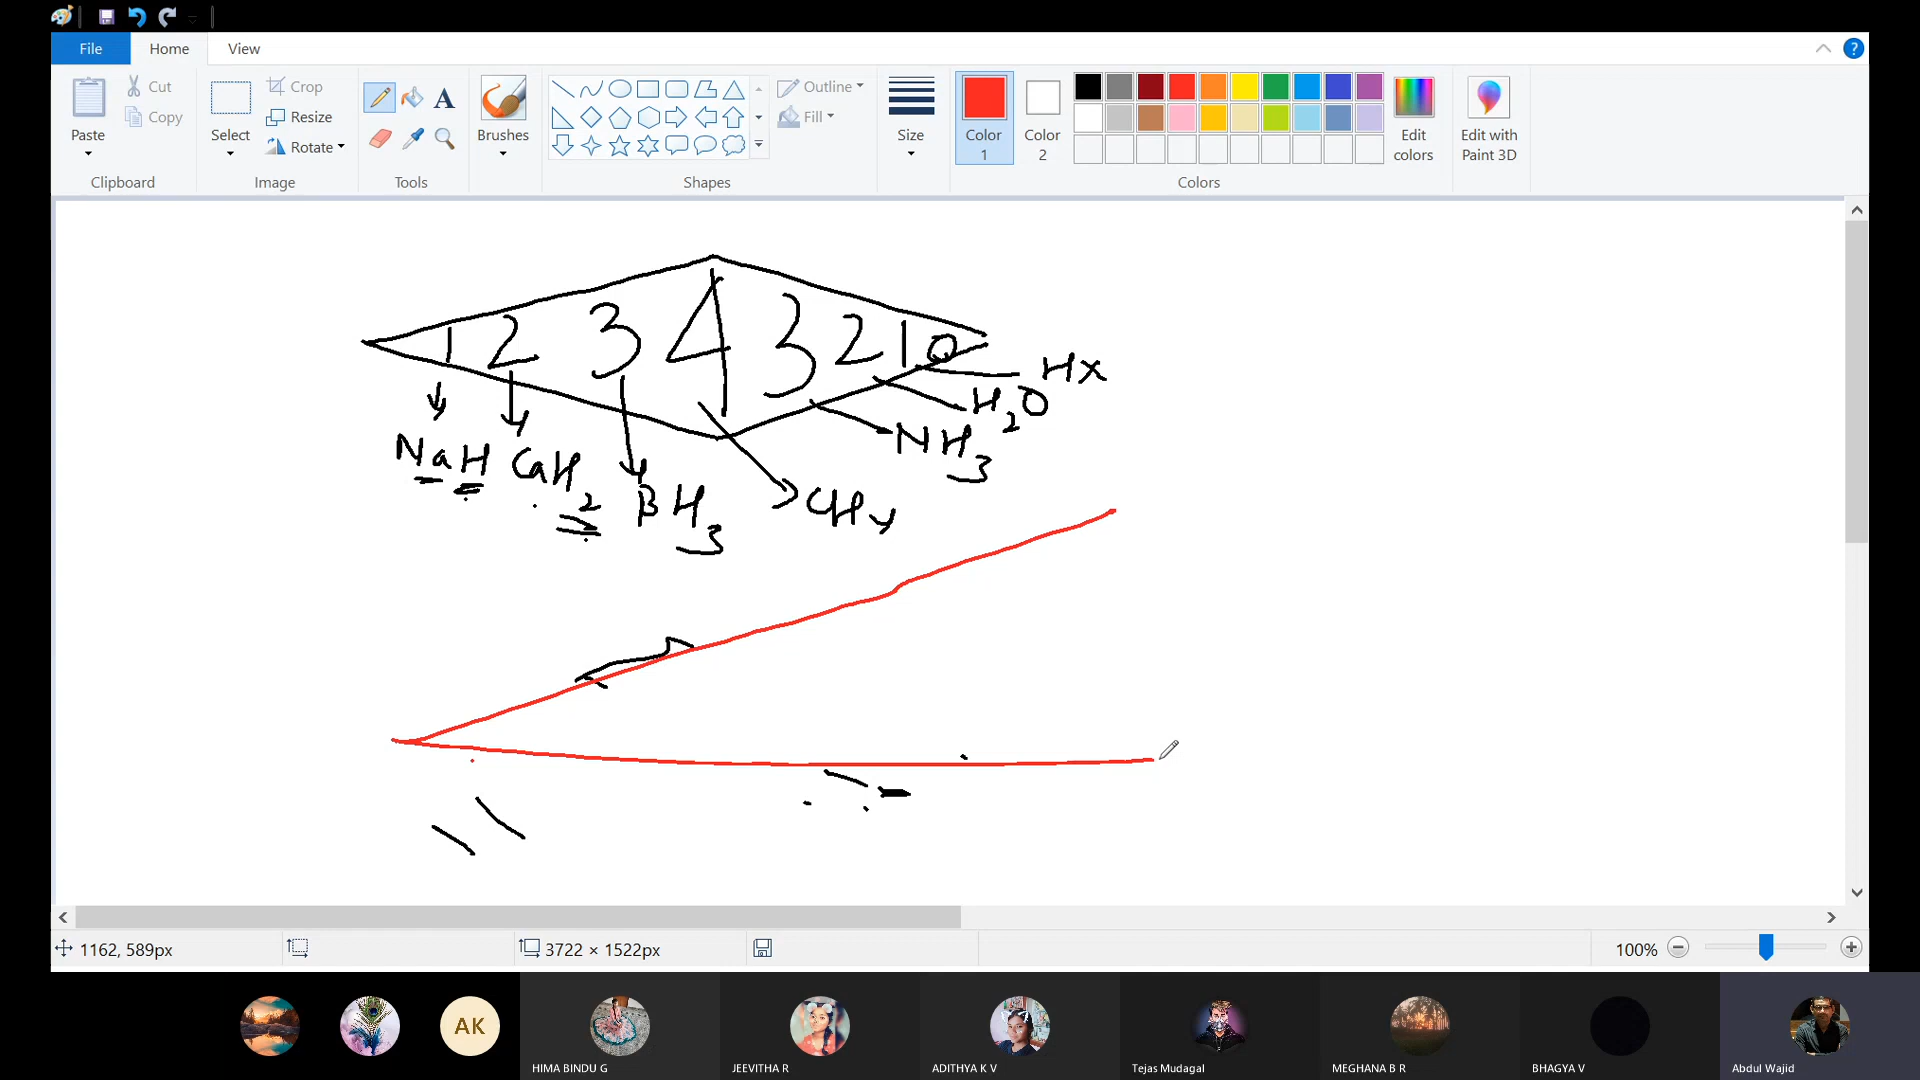 File Home View
Paste
Cut
Copy
Clipboard
Select
Crop
Resize
Rotate
Image
Tools
Brushes
Shapes
Outline
Fill
Size
Color 1
Color 2
Colors
Edit colors
Edit with Paint 3D
1 2 3 4 3 2 1 0
HX
H2O
NH3
NaH CaH2 BH3 CH4
1162, 589px
3722 × 1522px
100%
AK
HIMA BINDU G
JEEVITHA R
ADITHYA K V
Tejas Mudagal
MEGHANA B R
BHAGYA V
Abdul Wajid